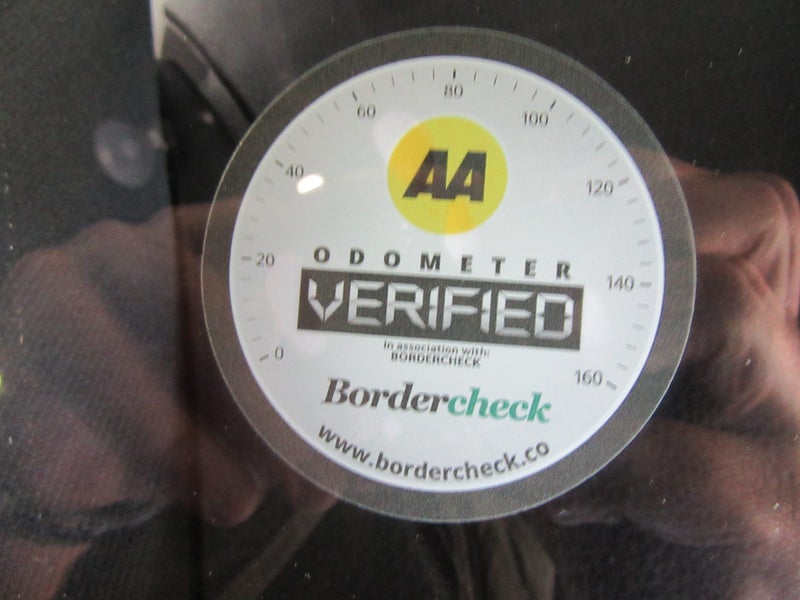 80
60
100
40
120
20
140
0
160
AA
ODOMETER
VERIFIED
In association with:
BORDERCHECK
Bordercheck
www.bordercheck.co